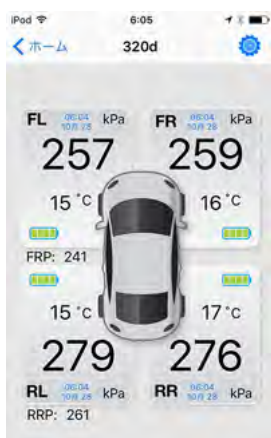 iPod 6:05
ホーム 320d
FL 06:04 kPa FR 06:04 kPa
10月 28 10月 28
257 259
15 °C 16 °C
FRP: 241
15 °C 17 °C
279 276
RL 06:04 kPa RR 06:04 kPa
10月 28 10月 28
RRP: 261